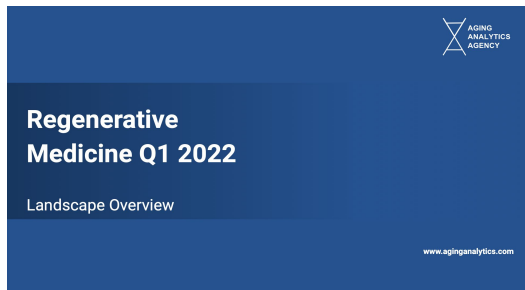 AGING
ANALYTICS
AGENCY
Regenerative
Medicine Q1 2022
Landscape Overview
www.aginganalytics.com